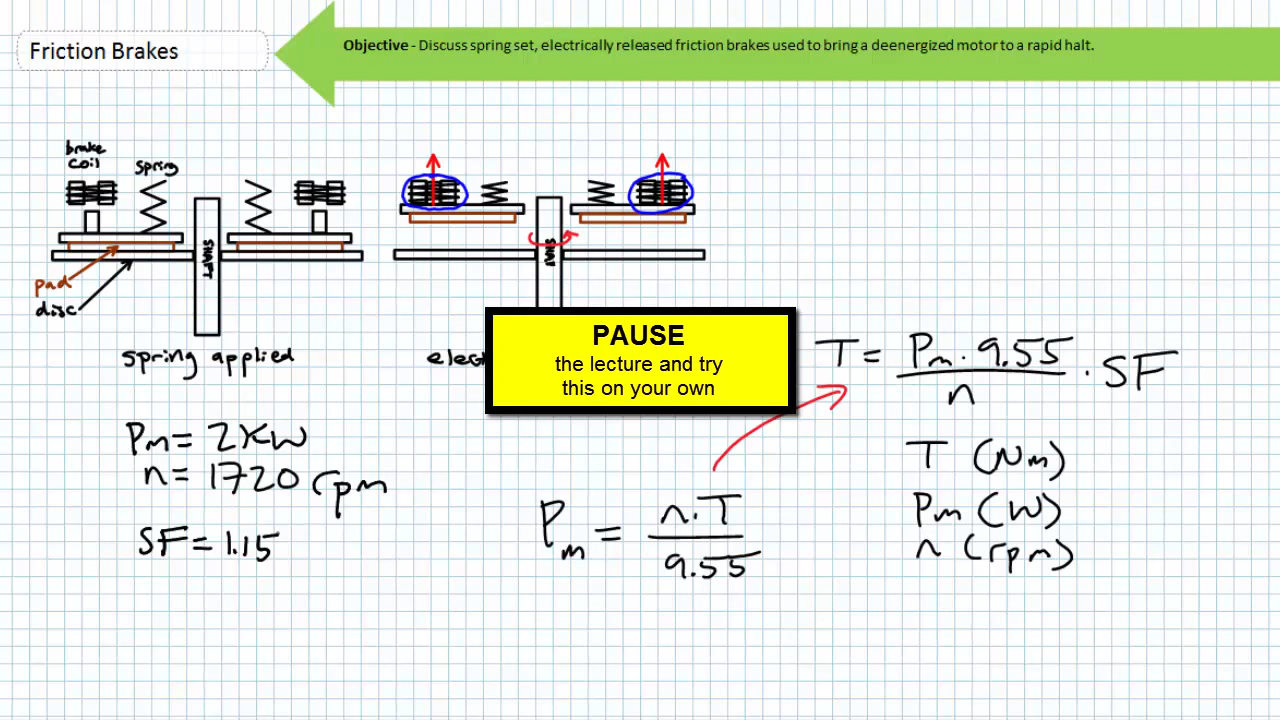 Friction Brakes
Objective - Discuss spring set, electrically released friction brakes used to bring a deenergized motor to a rapid halt.
brake
coil
spring
SHAFT
pad
disc
spring applied
PAUSE
the lecture and try
this on your own
Pm = 2KW
n = 1720 rpm
SF = 1.15
Pm = n·T
9.55
T = Pm · 9.55 · SF
n
T (Nm)
Pm (W)
n (rpm)